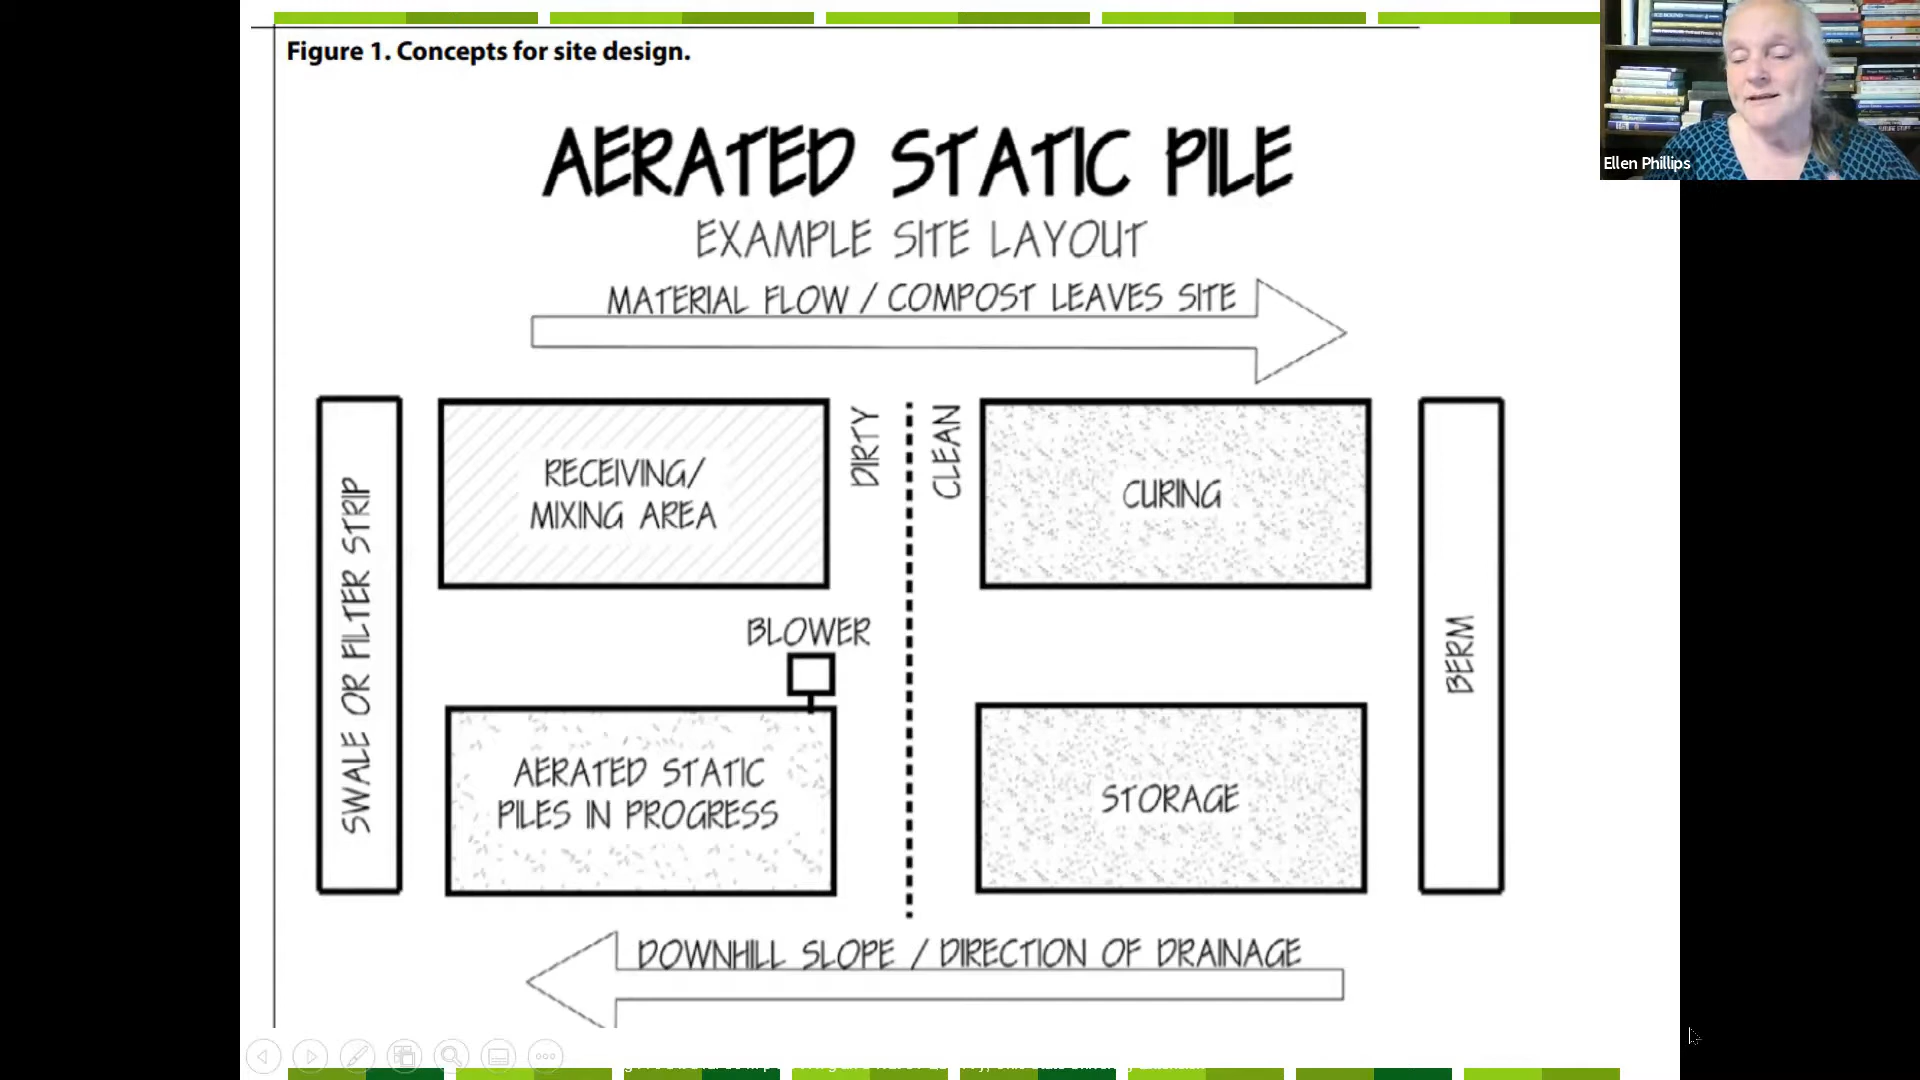 Figure 1. Concepts for site design.
AERATED STATIC PILE
EXAMPLE SITE LAYOUT
MATERIAL FLOW / COMPOST LEAVES SITE
SWALE OR FILTER STRIP
RECEIVING/
MIXING AREA
DIRTY
CLEAN
CURING
BLOWER
AERATED STATIC
PILES IN PROGRESS
STORAGE
BERM
DOWNHILL SLOPE / DIRECTION OF DRAINAGE
Ellen Phillips